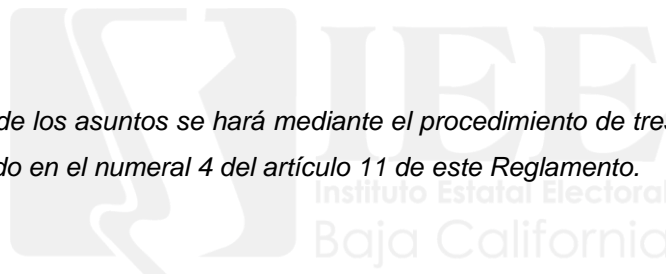 IEE
de los asuntos se hará mediante el procedimiento de tres
do en el numeral 4 del artículo 11 de este Reglamento.
Instituto Estatal Electoral
Baja California